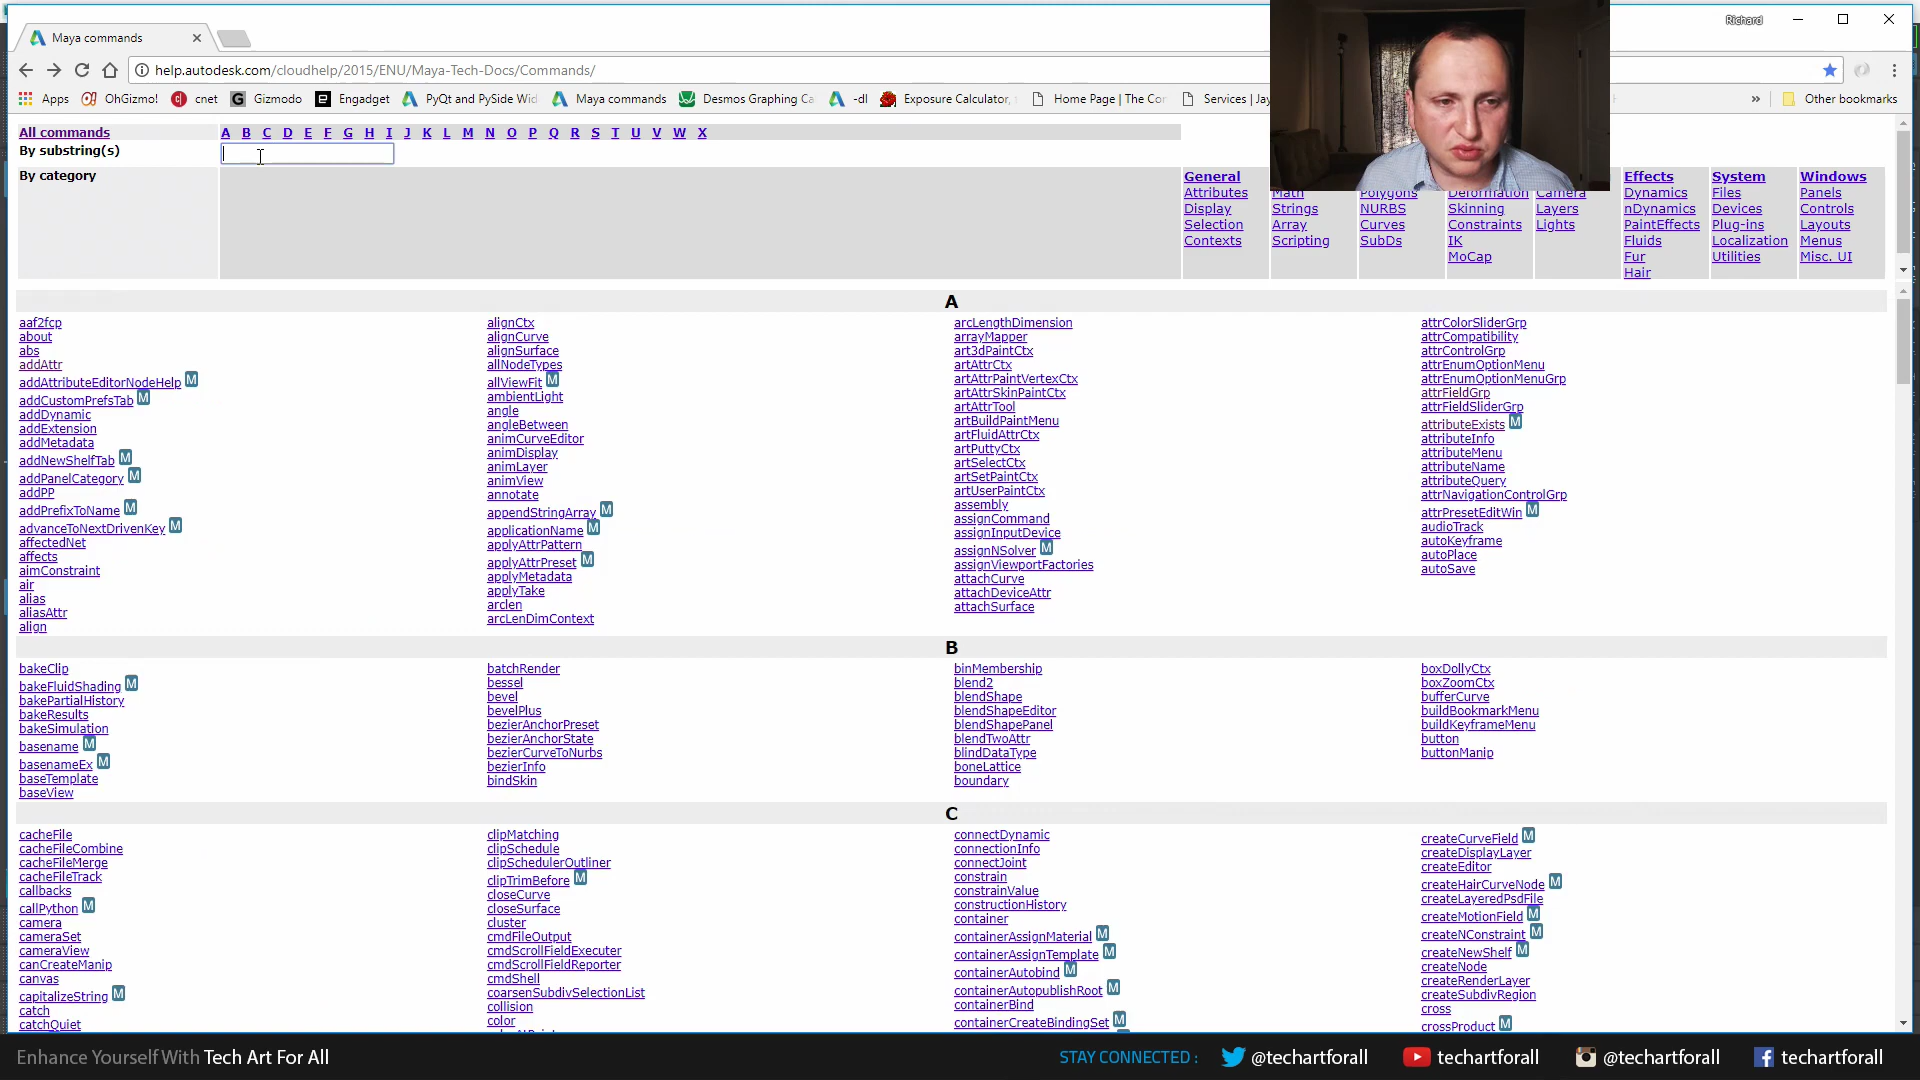 Maya commands
Richard
help.autodesk.com/cloudhelp/2015/ENU/Maya-Tech-Docs/Commands/
Apps OhGizmo! cnet Gizmodo Engadget PyQt and PySide Wid Maya commands Desmos Graphing Ca -dl Exposure Calculator, Home Page | The Co Services | Jay » Other bookmarks
All commands A B C D E F G H I J K L M N O P Q R S T U V W X
By substring(s)
By category
General
Attributes
Display
Selection
Contexts
Math
Strings
Array
Scripting
Polygons
NURBS
Curves
SubDs
Deformation
Skinning
Constraints
IK
MoCap
Camera
Layers
Lights
Effects
Dynamics
nDynamics
PaintEffects
Fluids
Fur
Hair
System
Files
Devices
Plug-ins
Localization
Utilities
Windows
Panels
Controls
Layouts
Menus
Misc. UI
A
aaf2fcp
about
abs
addAttr
addAttributeEditorNodeHelp M
addCustomPrefsTab M
addDynamic
addExtension
addMetadata
addNewShelfTab M
addPanelCategory M
addPP
addPrefixToName M
advanceToNextDrivenKey M
affectedNet
affects
aimConstraint
air
alias
aliasAttr
align
alignCtx
alignCurve
alignSurface
allNodeTypes
allViewFit M
ambientLight
angle
angleBetween
animCurveEditor
animDisplay
animLayer
animView
annotate
appendStringArray M
applicationName M
applyAttrPattern
applyAttrPreset M
applyMetadata
applyTake
arclen
arcLenDimContext
arcLengthDimension
arrayMapper
art3dPaintCtx
artAttrCtx
artAttrPaintVertexCtx
artAttrSkinPaintCtx
artAttrTool
artBuildPaintMenu
artFluidAttrCtx
artPuttyCtx
artSelectCtx
artSetPaintCtx
artUserPaintCtx
assembly
assignCommand
assignInputDevice
assignNSolver M
assignViewportFactories
attachCurve
attachDeviceAttr
attachSurface
attrColorSliderGrp
attrCompatibility
attrControlGrp
attrEnumOptionMenu
attrEnumOptionMenuGrp
attrFieldGrp
attrFieldSliderGrp
attributeExists M
attributeInfo
attributeMenu
attributeName
attributeQuery
attrNavigationControlGrp
attrPresetEditWin M
audioTrack
autoKeyframe
autoPlace
autoSave
B
bakeClip
bakeFluidShading M
bakePartialHistory
bakeResults
bakeSimulation
basename M
basenameEx M
baseTemplate
baseView
batchRender
bessel
bevel
bevelPlus
bezierAnchorPreset
bezierAnchorState
bezierCurveToNurbs
bezierInfo
bindSkin
binMembership
blend2
blendShape
blendShapeEditor
blendShapePanel
blendTwoAttr
blindDataType
boneLattice
boundary
boxDollyCtx
boxZoomCtx
bufferCurve
buildBookmarkMenu
buildKeyframeMenu
button
buttonManip
C
cacheFile
cacheFileCombine
cacheFileMerge
cacheFileTrack
callbacks
callPython M
camera
cameraSet
cameraView
canCreateManip
canvas
capitalizeString M
catch
catchQuiet
clipMatching
clipSchedule
clipSchedulerOutliner
clipTrimBefore M
closeCurve
closeSurface
cluster
cmdFileOutput
cmdScrollFieldExecuter
cmdScrollFieldReporter
cmdShell
coarsenSubdivSelectionList
collision
color
connectDynamic
connectionInfo
connectJoint
constrain
constrainValue
constructionHistory
container
containerAssignMaterial M
containerAssignTemplate M
containerAutobind M
containerAutopublishRoot M
containerBind
containerCreateBindingSet M
createCurveField M
createDisplayLayer
createEditor
createHairCurveNode M
createLayeredPsdFile
createMotionField M
createNConstraint M
createNewShelf M
createNode
createRenderLayer
createSubdivRegion
cross
crossProduct M
Enhance Yourself With Tech Art For All STAY CONNECTED : @techartforall techartforall @techartforall techartforall